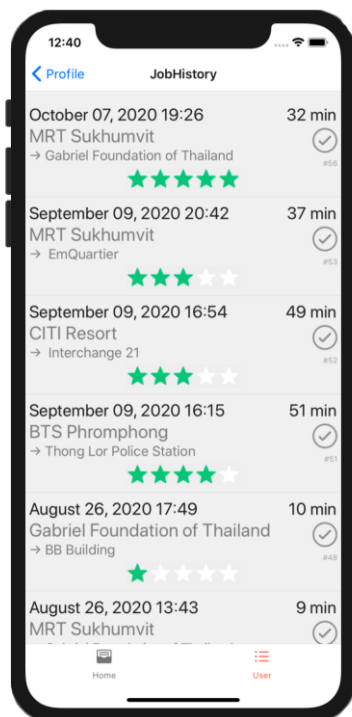 12:40
Profile
JobHistory
October 07, 2020 19:26 32 min
MRT Sukhumvit
→ Gabriel Foundation of Thailand
#56
September 09, 2020 20:42 37 min
MRT Sukhumvit
→ EmQuartier
#53
September 09, 2020 16:54 49 min
CITI Resort
→ Interchange 21
#52
September 09, 2020 16:15 51 min
BTS Phromphong
→ Thong Lor Police Station
#51
August 26, 2020 17:49 10 min
Gabriel Foundation of Thailand
→ BB Building
#48
August 26, 2020 13:43 9 min
MRT Sukhumvit
Home
User